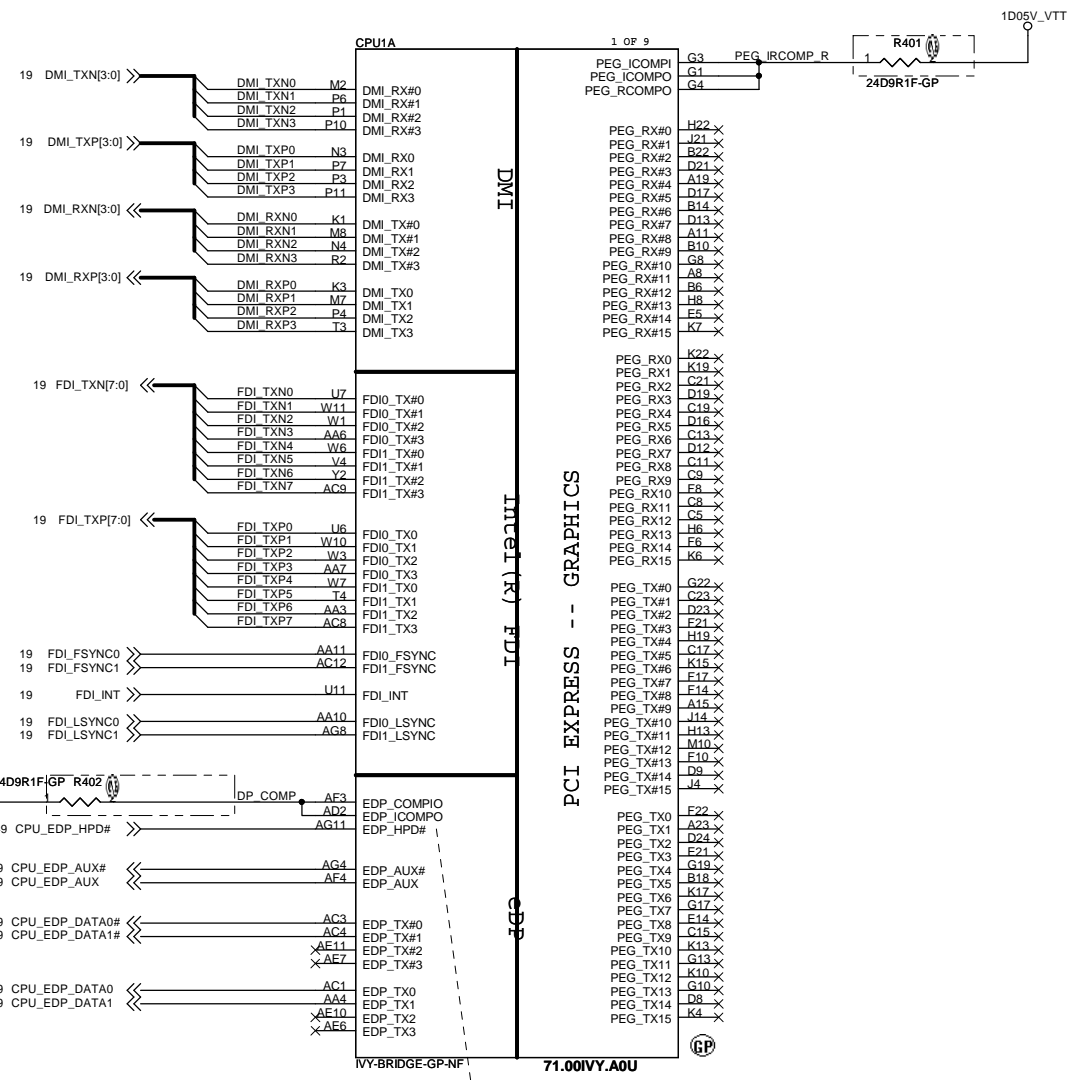 1D05V_VTT
CPU1A
1 OF 9
R401
1
2
24D9R1F-GP
PEG_IRCOMP_R
19 DMI_TXN[3:0]
DMI_TXN0 M2 DMI_RX#0
DMI_TXN1 P6 DMI_RX#1
DMI_TXN2 P1 DMI_RX#2
DMI_TXN3 P10 DMI_RX#3
19 DMI_TXP[3:0]
DMI_TXP0 N3 DMI_RX0
DMI_TXP1 P7 DMI_RX1
DMI_TXP2 P3 DMI_RX2
DMI_TXP3 P11 DMI_RX3
19 DMI_RXN[3:0]
DMI_RXN0 K1 DMI_TX#0
DMI_RXN1 M8 DMI_TX#1
DMI_RXN2 N4 DMI_TX#2
DMI_RXN3 R2 DMI_TX#3
19 DMI_RXP[3:0]
DMI_RXP0 K3 DMI_TX0
DMI_RXP1 M7 DMI_TX1
DMI_RXP2 P4 DMI_TX2
DMI_RXP3 T3 DMI_TX3
DMI
19 FDI_TXN[7:0]
FDI_TXN0 U7 FDI0_TX#0
FDI_TXN1 W11 FDI0_TX#1
FDI_TXN2 W1 FDI0_TX#2
FDI_TXN3 AA6 FDI0_TX#3
FDI_TXN4 W6 FDI1_TX#0
FDI_TXN5 V4 FDI1_TX#1
FDI_TXN6 Y2 FDI1_TX#2
FDI_TXN7 AC9 FDI1_TX#3
19 FDI_TXP[7:0]
FDI_TXP0 U6 FDI0_TX0
FDI_TXP1 W10 FDI0_TX1
FDI_TXP2 W3 FDI0_TX2
FDI_TXP3 AA7 FDI0_TX3
FDI_TXP4 W7 FDI1_TX0
FDI_TXP5 T4 FDI1_TX1
FDI_TXP6 AA3 FDI1_TX2
FDI_TXP7 AC8 FDI1_TX3
19 FDI_FSYNC0 AA11 FDI0_FSYNC
19 FDI_FSYNC1 AC12 FDI1_FSYNC
19 FDI_INT U11 FDI_INT
19 FDI_LSYNC0 AA10 FDI0_LSYNC
19 FDI_LSYNC1 AG8 FDI1_LSYNC
Intel(R) FDI
4D9R1F-GP R402
1
2
DP_COMP AF3 EDP_COMPIO
AD2 EDP_ICOMPO
9 CPU_EDP_HPD# AG11 EDP_HPD#
9 CPU_EDP_AUX# AG4 EDP_AUX#
9 CPU_EDP_AUX AF4 EDP_AUX
9 CPU_EDP_DATA0# AC3 EDP_TX#0
9 CPU_EDP_DATA1# AC4 EDP_TX#1
AE11 EDP_TX#2
AE7 EDP_TX#3
9 CPU_EDP_DATA0 AC1 EDP_TX0
9 CPU_EDP_DATA1 AA4 EDP_TX1
AE10 EDP_TX2
AE6 EDP_TX3
eDP
PCI EXPRESS -- GRAPHICS
PEG_ICOMPI G3
PEG_ICOMPO G1
PEG_RCOMPO G4
PEG_RX#0 H22
PEG_RX#1 J21
PEG_RX#2 B22
PEG_RX#3 D21
PEG_RX#4 A19
PEG_RX#5 D17
PEG_RX#6 B14
PEG_RX#7 D13
PEG_RX#8 A11
PEG_RX#9 B10
PEG_RX#10 G8
PEG_RX#11 A8
PEG_RX#12 B6
PEG_RX#13 H8
PEG_RX#14 E5
PEG_RX#15 K7
PEG_RX0 K22
PEG_RX1 K19
PEG_RX2 C21
PEG_RX3 D19
PEG_RX4 C19
PEG_RX5 D16
PEG_RX6 C13
PEG_RX7 D12
PEG_RX8 C11
PEG_RX9 C9
PEG_RX10 F8
PEG_RX11 C8
PEG_RX12 C5
PEG_RX13 H6
PEG_RX14 F6
PEG_RX15 K6
PEG_TX#0 G22
PEG_TX#1 C23
PEG_TX#2 D23
PEG_TX#3 F21
PEG_TX#4 H19
PEG_TX#5 C17
PEG_TX#6 K15
PEG_TX#7 F17
PEG_TX#8 F14
PEG_TX#9 A15
PEG_TX#10 J14
PEG_TX#11 H13
PEG_TX#12 M10
PEG_TX#13 F10
PEG_TX#14 D9
PEG_TX#15 J4
PEG_TX0 F22
PEG_TX1 A23
PEG_TX2 D24
PEG_TX3 E21
PEG_TX4 G19
PEG_TX5 B18
PEG_TX6 K17
PEG_TX7 G17
PEG_TX8 E14
PEG_TX9 C15
PEG_TX10 K13
PEG_TX11 G13
PEG_TX12 K10
PEG_TX13 G10
PEG_TX14 D8
PEG_TX15 K4
GP
IVY-BRIDGE-GP-NF
71.00IVY.A0U